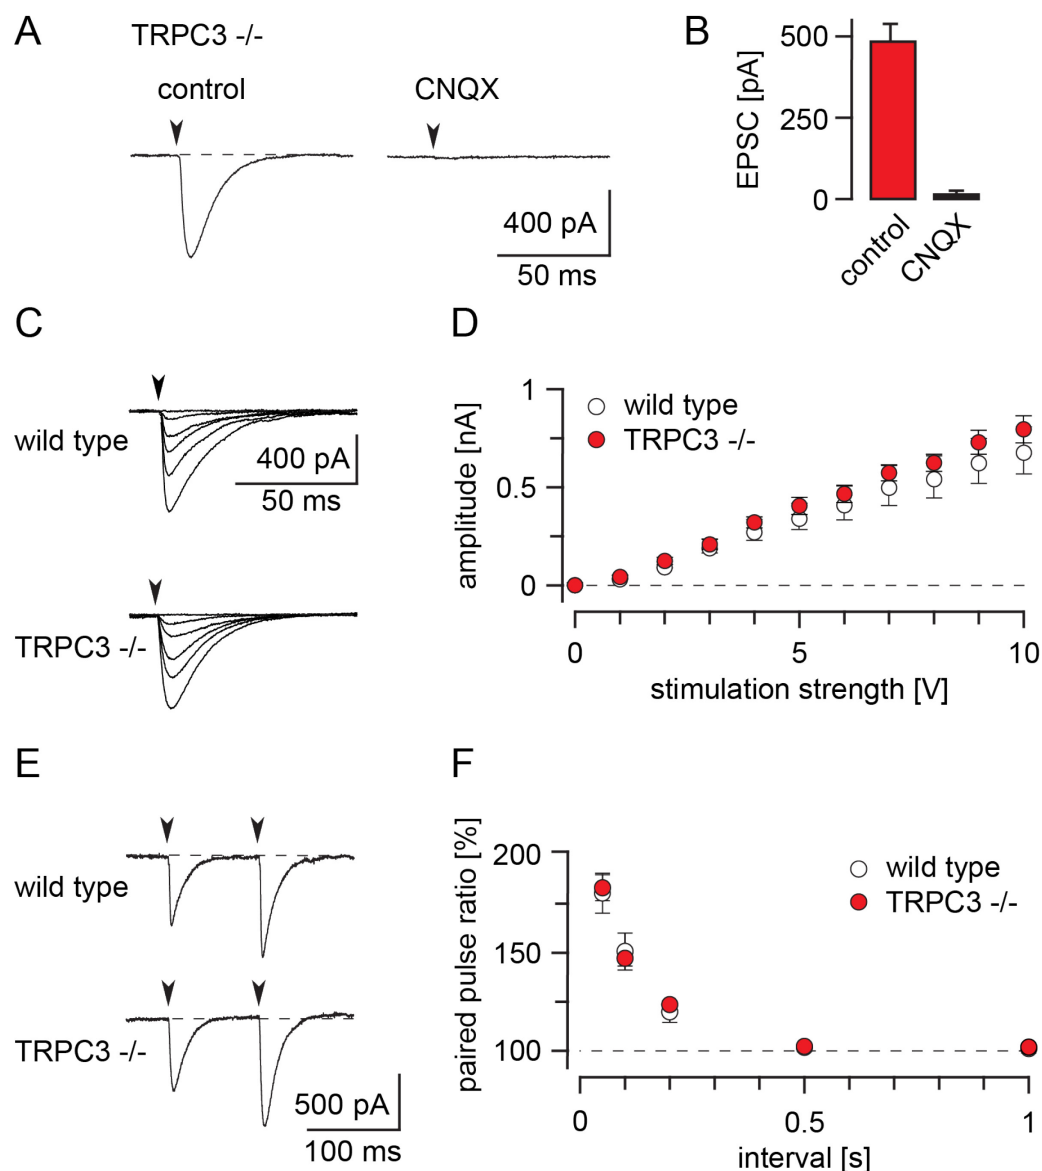 A
TRPC3 -/-
control
CNQX
400 pA
50 ms
B
EPSC [pA]
500
250
0
control
CNQX
C
wild type
400 pA
50 ms
TRPC3 -/-
D
amplitude [nA]
1
0.5
0
wild type
TRPC3 -/-
0
5
10
stimulation strength [V]
E
wild type
TRPC3 -/-
500 pA
100 ms
F
paired pulse ratio [%]
200
150
100
wild type
TRPC3 -/-
0
0.5
1
interval [s]